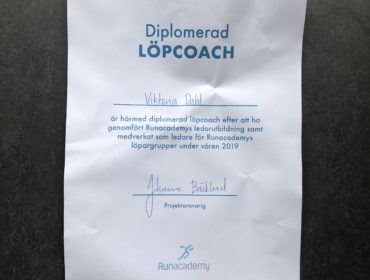 Diplomerad
LÖPCOACH
Viktoria Dahl
är härmed diplomerad löpcoach efter att ha
genomfört Runacademys ledarutbildning samt
medverkat som ledare för Runacademys
löpargrupper under våren 2019
Projektansvarig
Runacademy